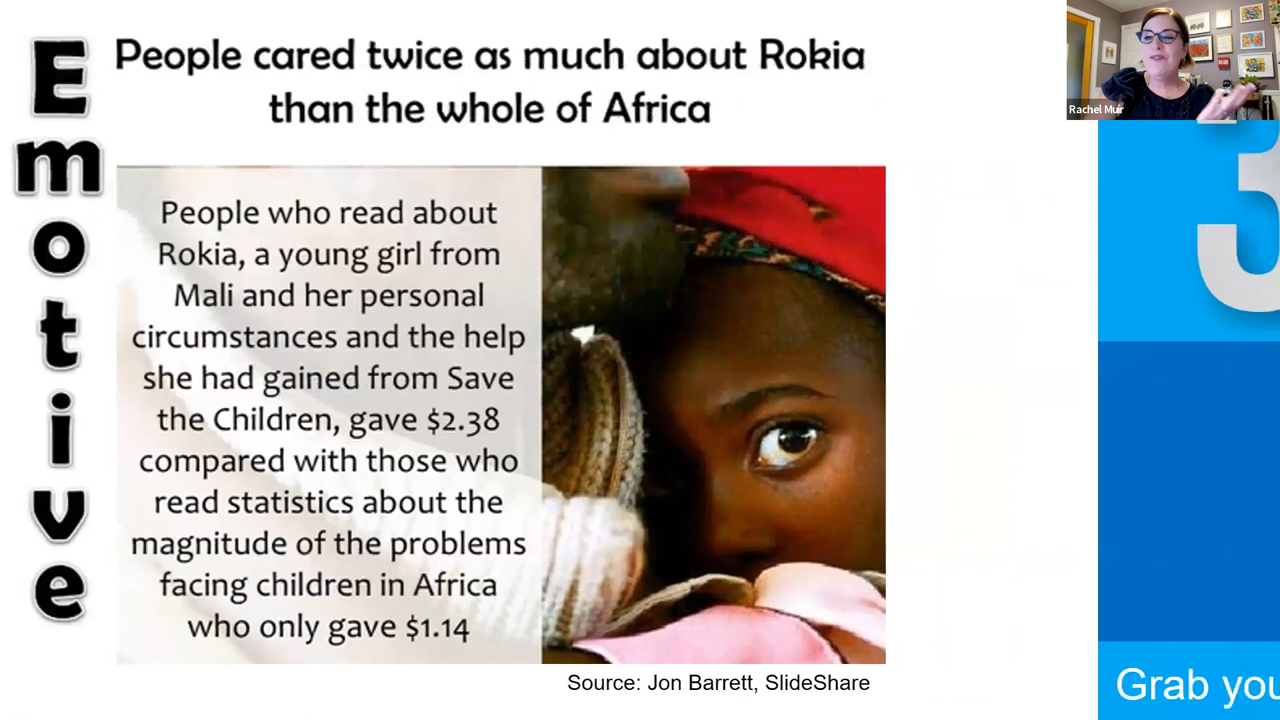 Emotive
People cared twice as much about Rokia
than the whole of Africa
People who read about
Rokia, a young girl from
Mali and her personal
circumstances and the help
she had gained from Save
the Children, gave $2.38
compared with those who
read statistics about the
magnitude of the problems
facing children in Africa
who only gave $1.14
Source: Jon Barrett, SlideShare
Rachel Muir
3
Grab you